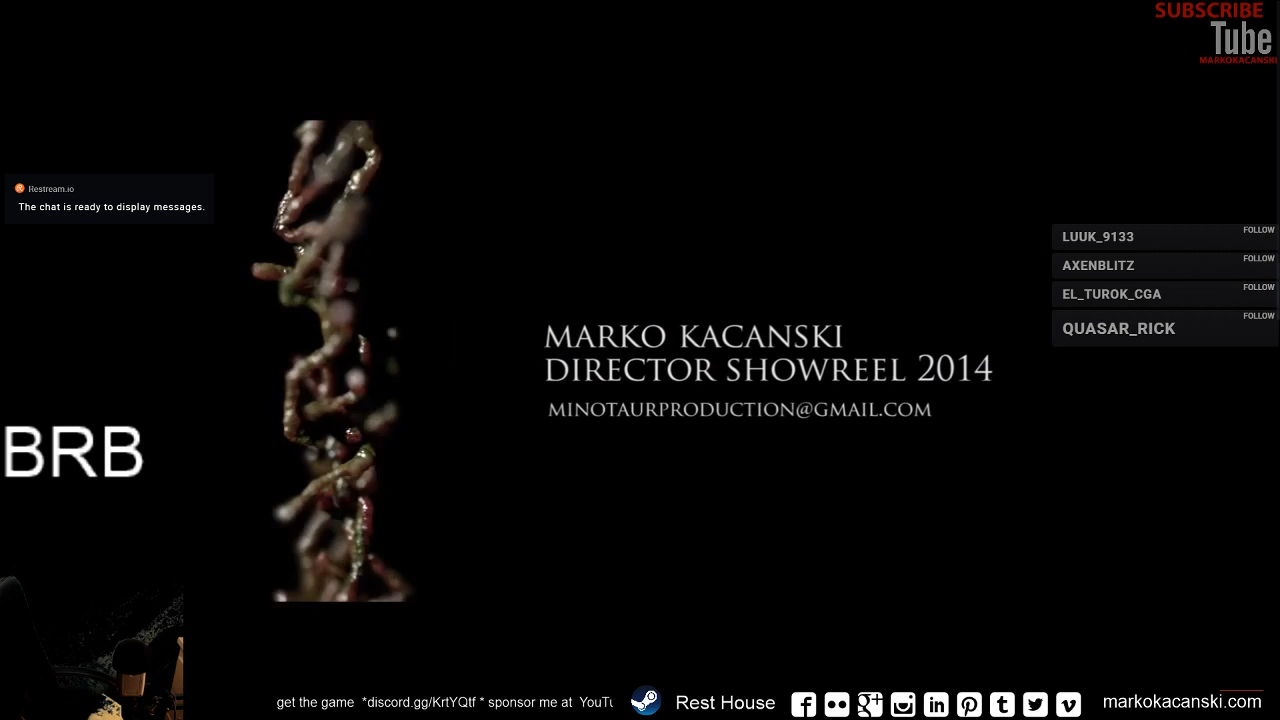 SUBSCRIBE
Tube
MARKOKACANSKI
Restream.io
The chat is ready to display messages.
LUUK_9133 FOLLOW
AXENBLITZ FOLLOW
EL_TUROK_CGA FOLLOW
QUASAR_RICK FOLLOW
MARKO KACANSKI
DIRECTOR SHOWREEL 2014
MINOTAURPRODUCTION@GMAIL.COM
BRB
get the game *discord.gg/KrtYQtf * sponsor me at YouTu
Rest House
markokacanski.com